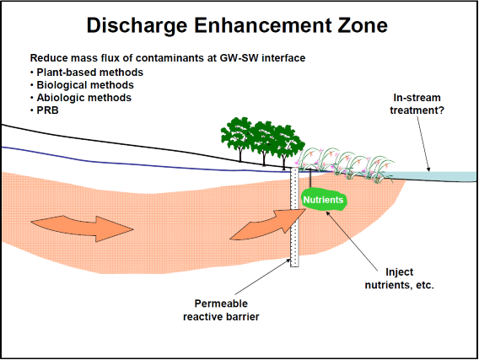 Discharge Enhancement Zone
Reduce mass flux of contaminants at GW-SW interface
• Plant-based methods
• Biological methods
• Abiologic methods
• PRB
In-stream
treatment?
Nutrients
Inject
nutrients, etc.
Permeable
reactive barrier